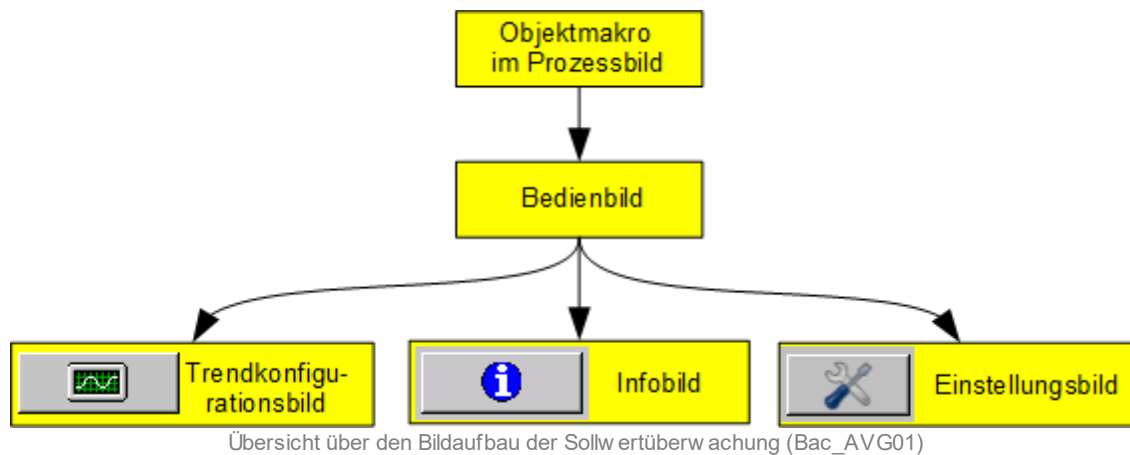 Objektmakro
im Prozessbild
Bedienbild
Trendkonfigu-
rationsbild
Infobild
Einstellungsbild
Übersicht über den Bildaufbau der Sollw ertüberw achung (Bac_AVG01)